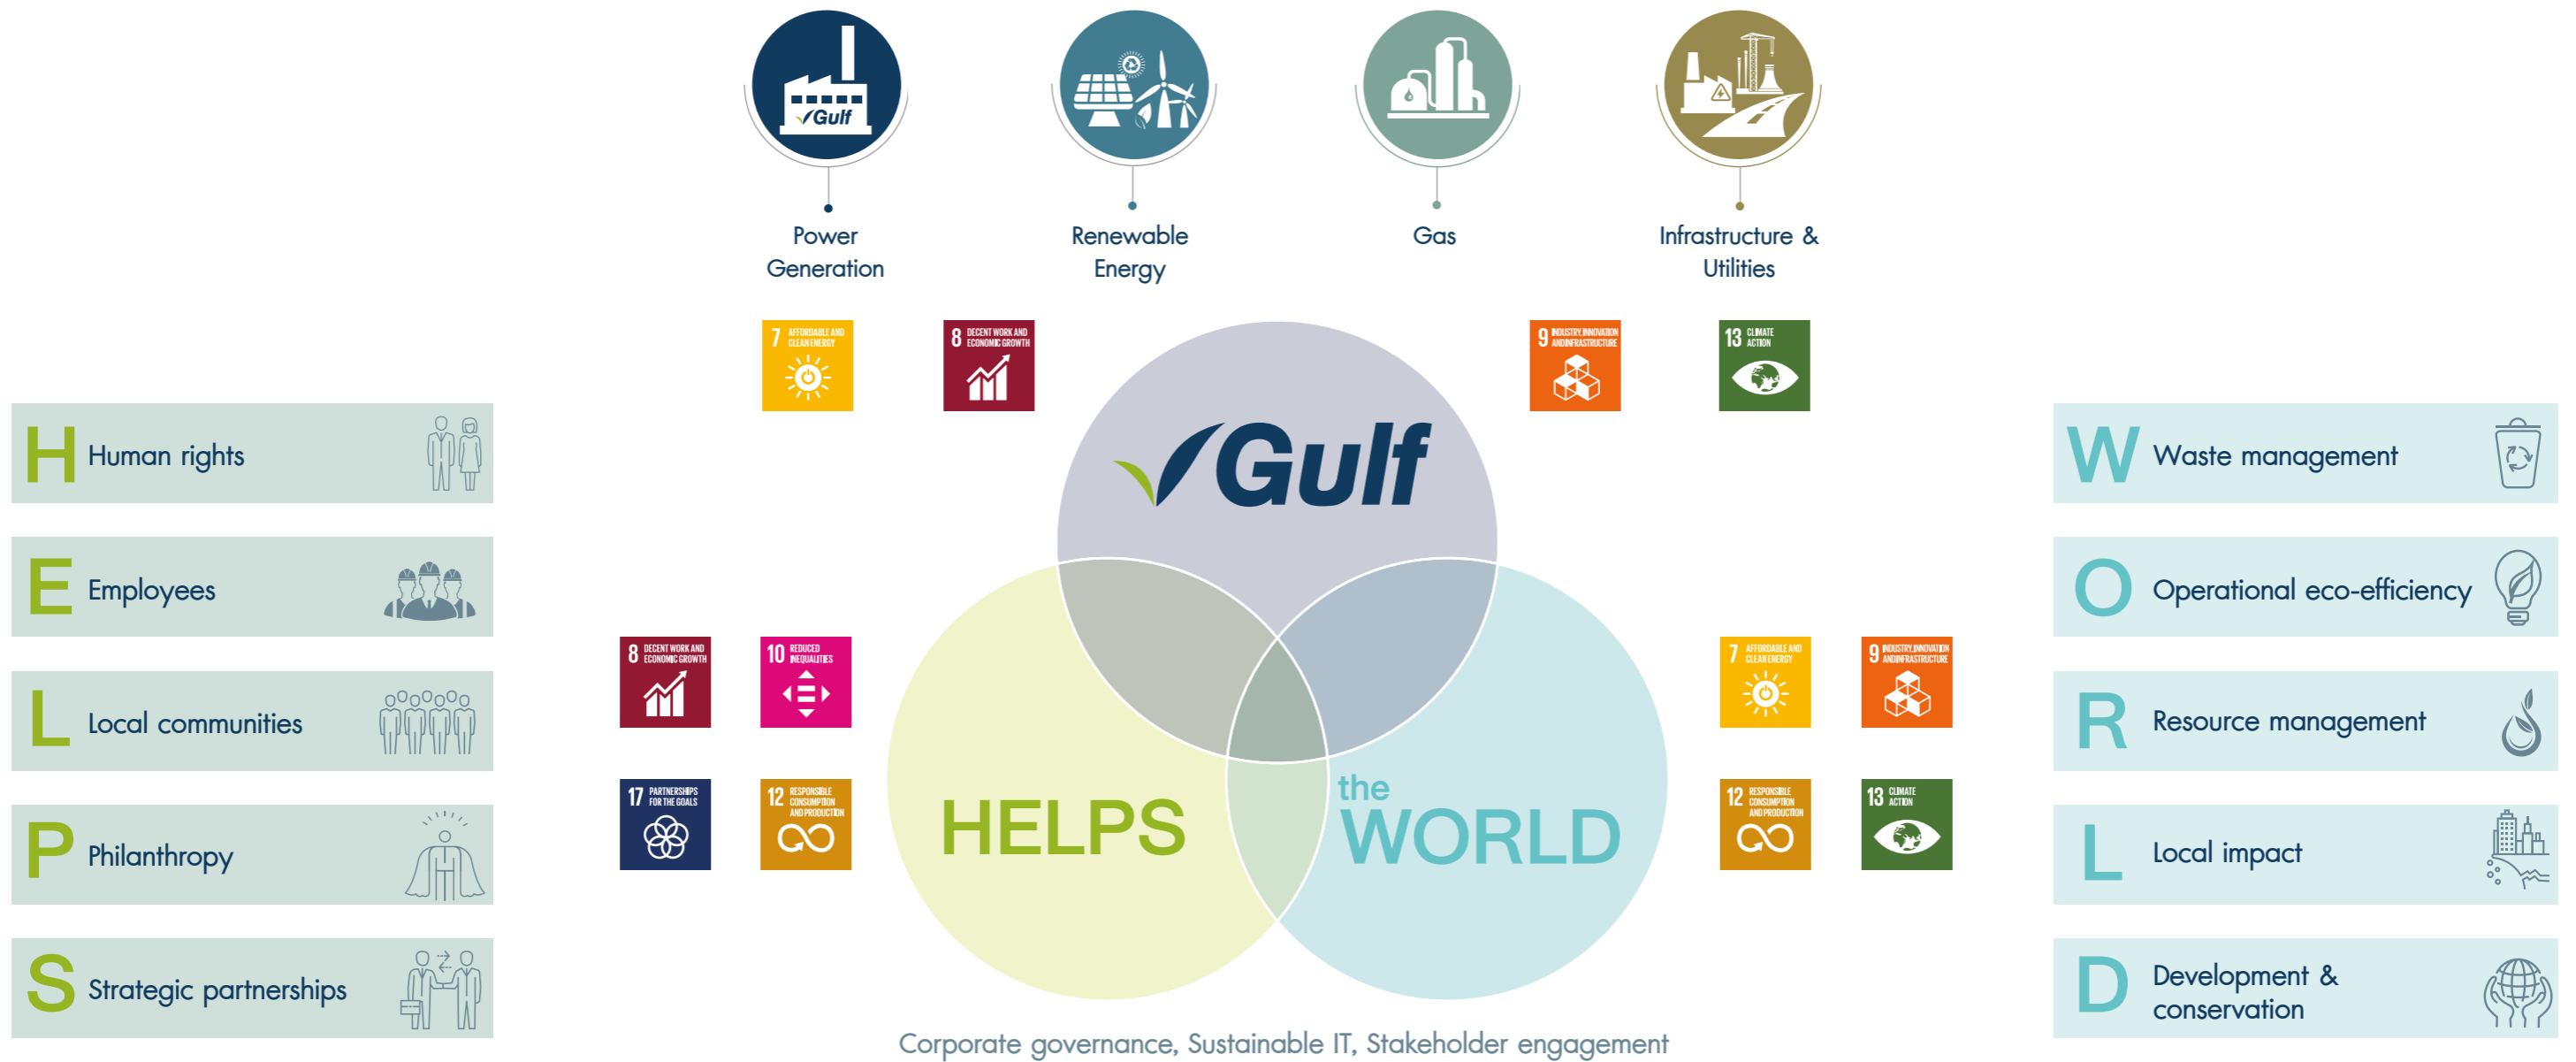 Gulf
Power
Generation
Renewable
Energy
Gas
Infrastructure &
Utilities
7 AFFORDABLE AND
CLEAN ENERGY
8 DECENT WORK AND
ECONOMIC GROWTH
9 INDUSTRY, INNOVATION
AND INFRASTRUCTURE
13 CLIMATE
ACTION
Gulf
H Human rights
E Employees
L Local communities
P Philanthropy
S Strategic partnerships
8 DECENT WORK AND
ECONOMIC GROWTH
10 REDUCED
INEQUALITIES
17 PARTNERSHIPS
FOR THE GOALS
12 RESPONSIBLE
CONSUMPTION
AND PRODUCTION
HELPS
the
WORLD
7 AFFORDABLE AND
CLEAN ENERGY
9 INDUSTRY, INNOVATION
AND INFRASTRUCTURE
12 RESPONSIBLE
CONSUMPTION
AND PRODUCTION
13 CLIMATE
ACTION
W Waste management
O Operational eco-efficiency
R Resource management
L Local impact
D Development &
conservation
Corporate governance, Sustainable IT, Stakeholder engagement